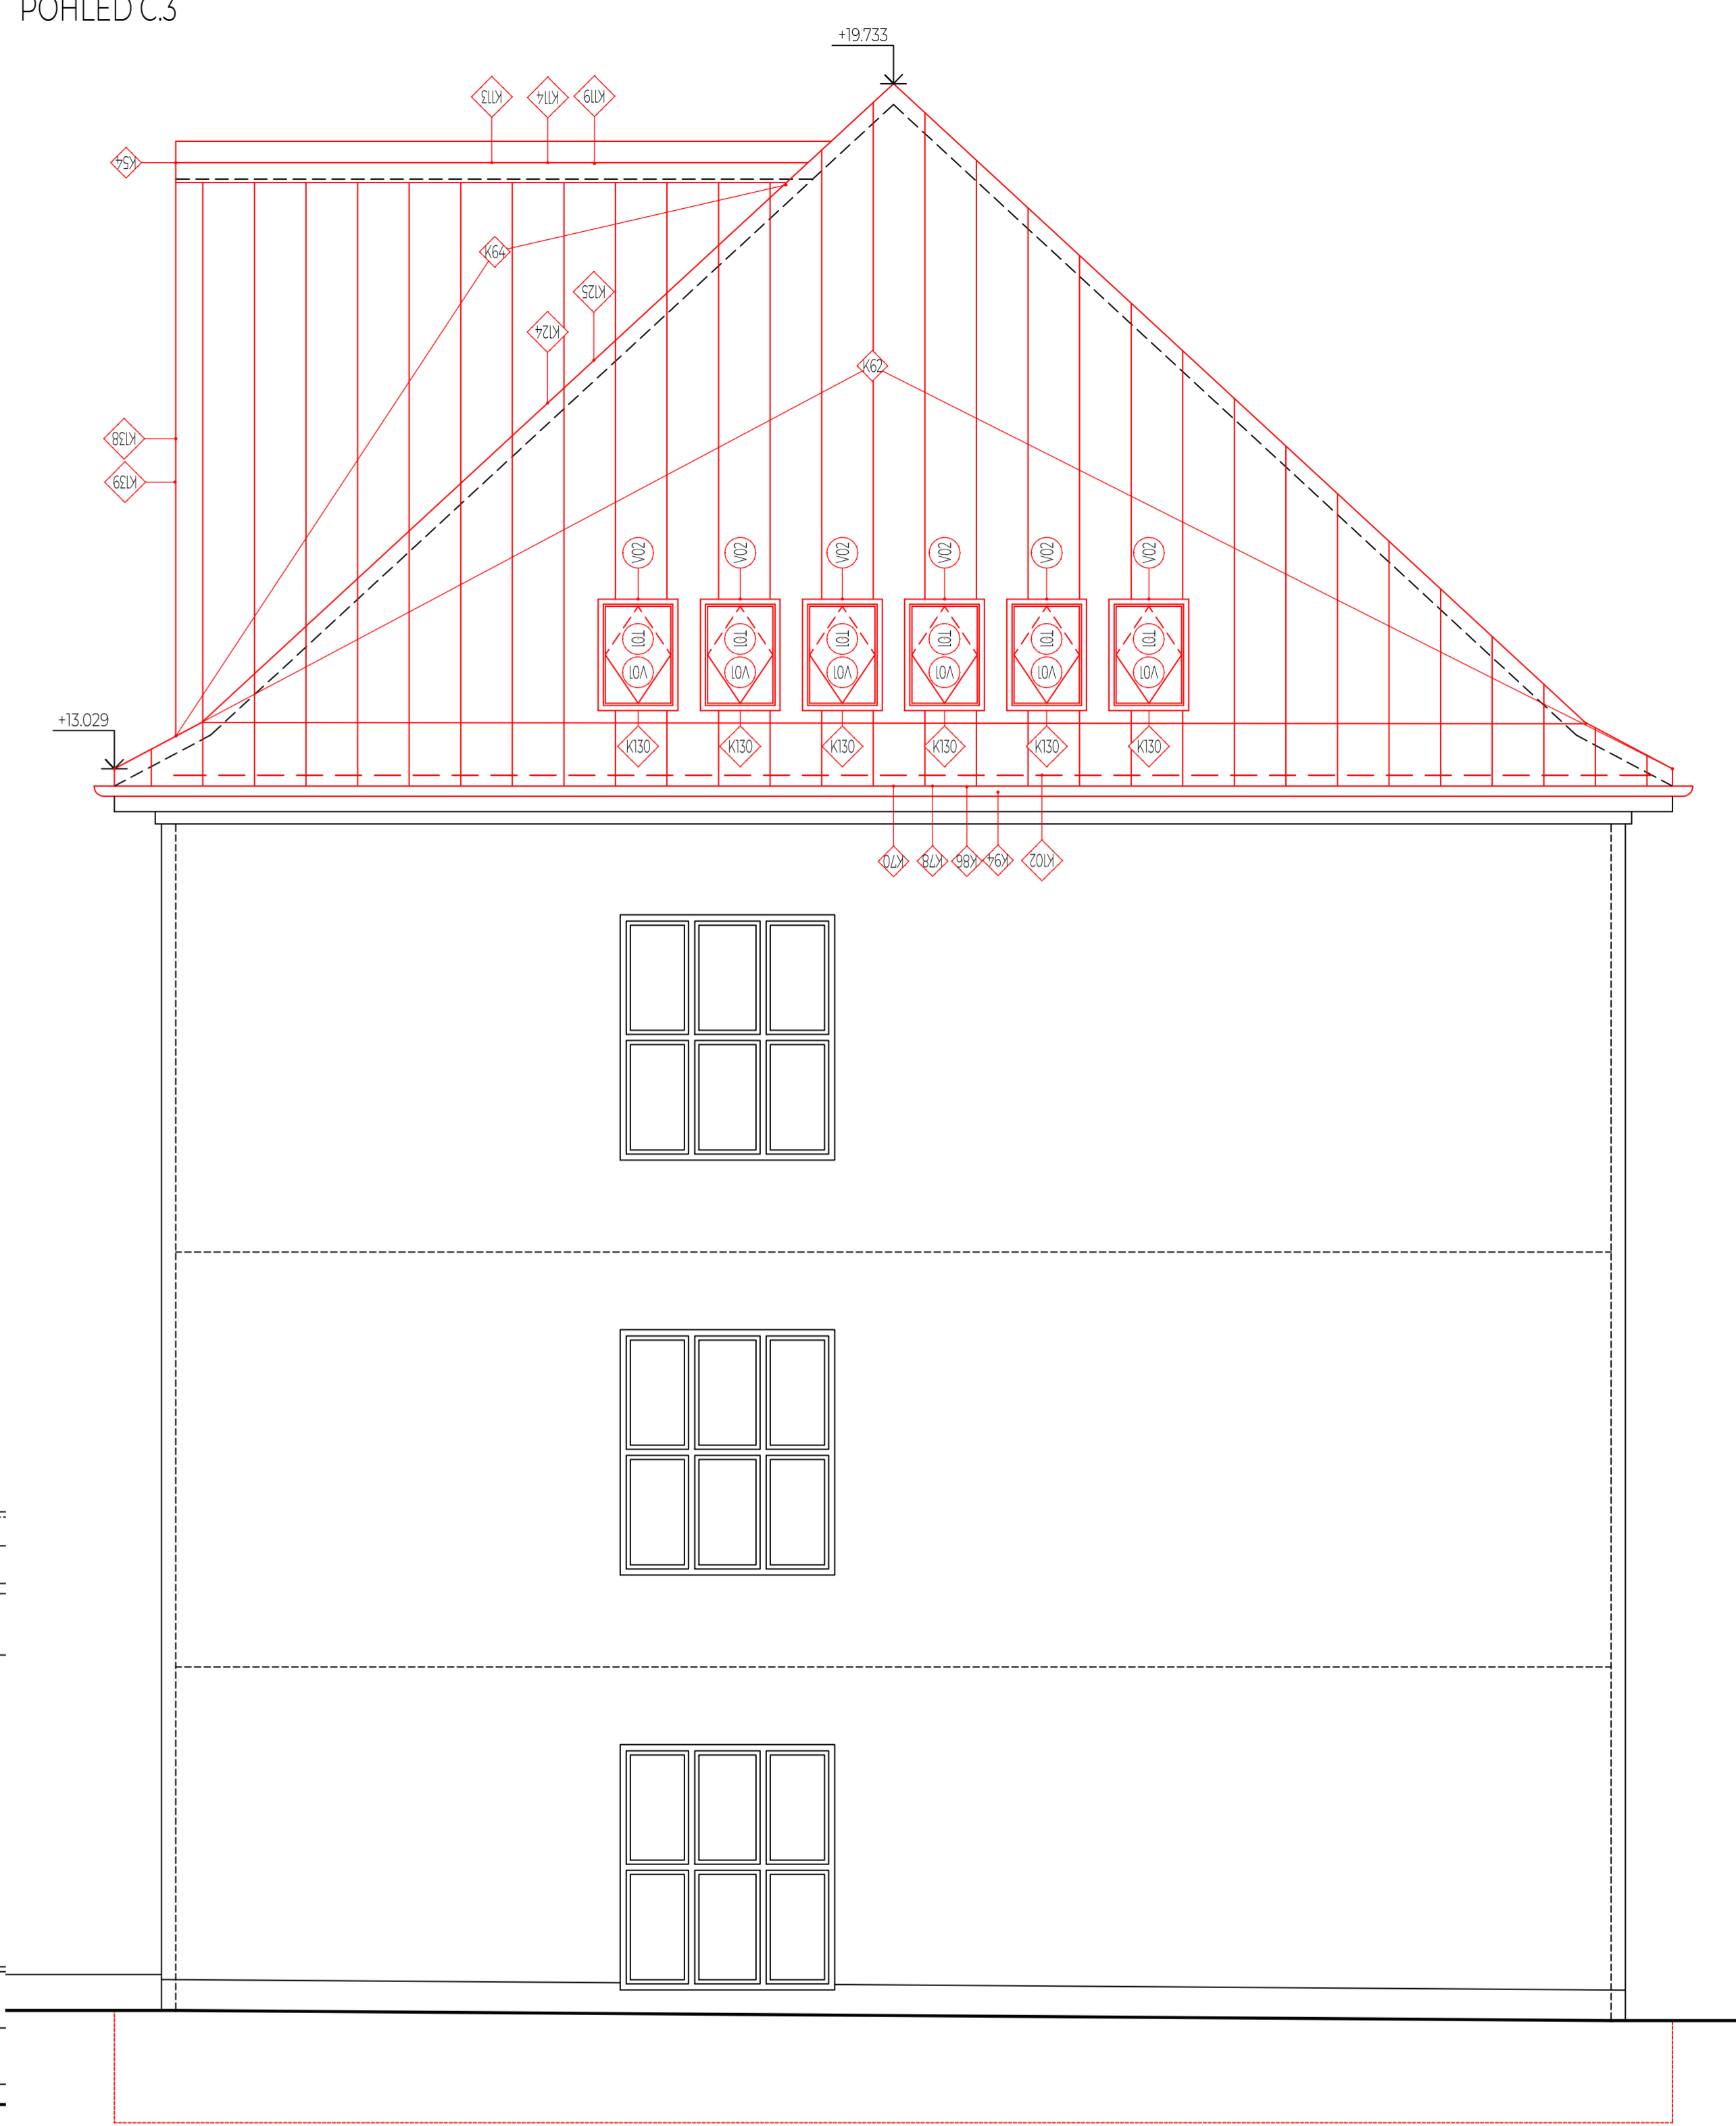 POHLED Č.3
+19.733
K113 K114 K119
K54
K64
K125
K124
K62
K138
K139
V02 V02 V02 V02 V02 V02
T01 T01 T01 T01 T01 T01
V01 V01 V01 V01 V01 V01
+13.029
K130 K130 K130 K130 K130 K130
K70 K78 K86 K94 K102